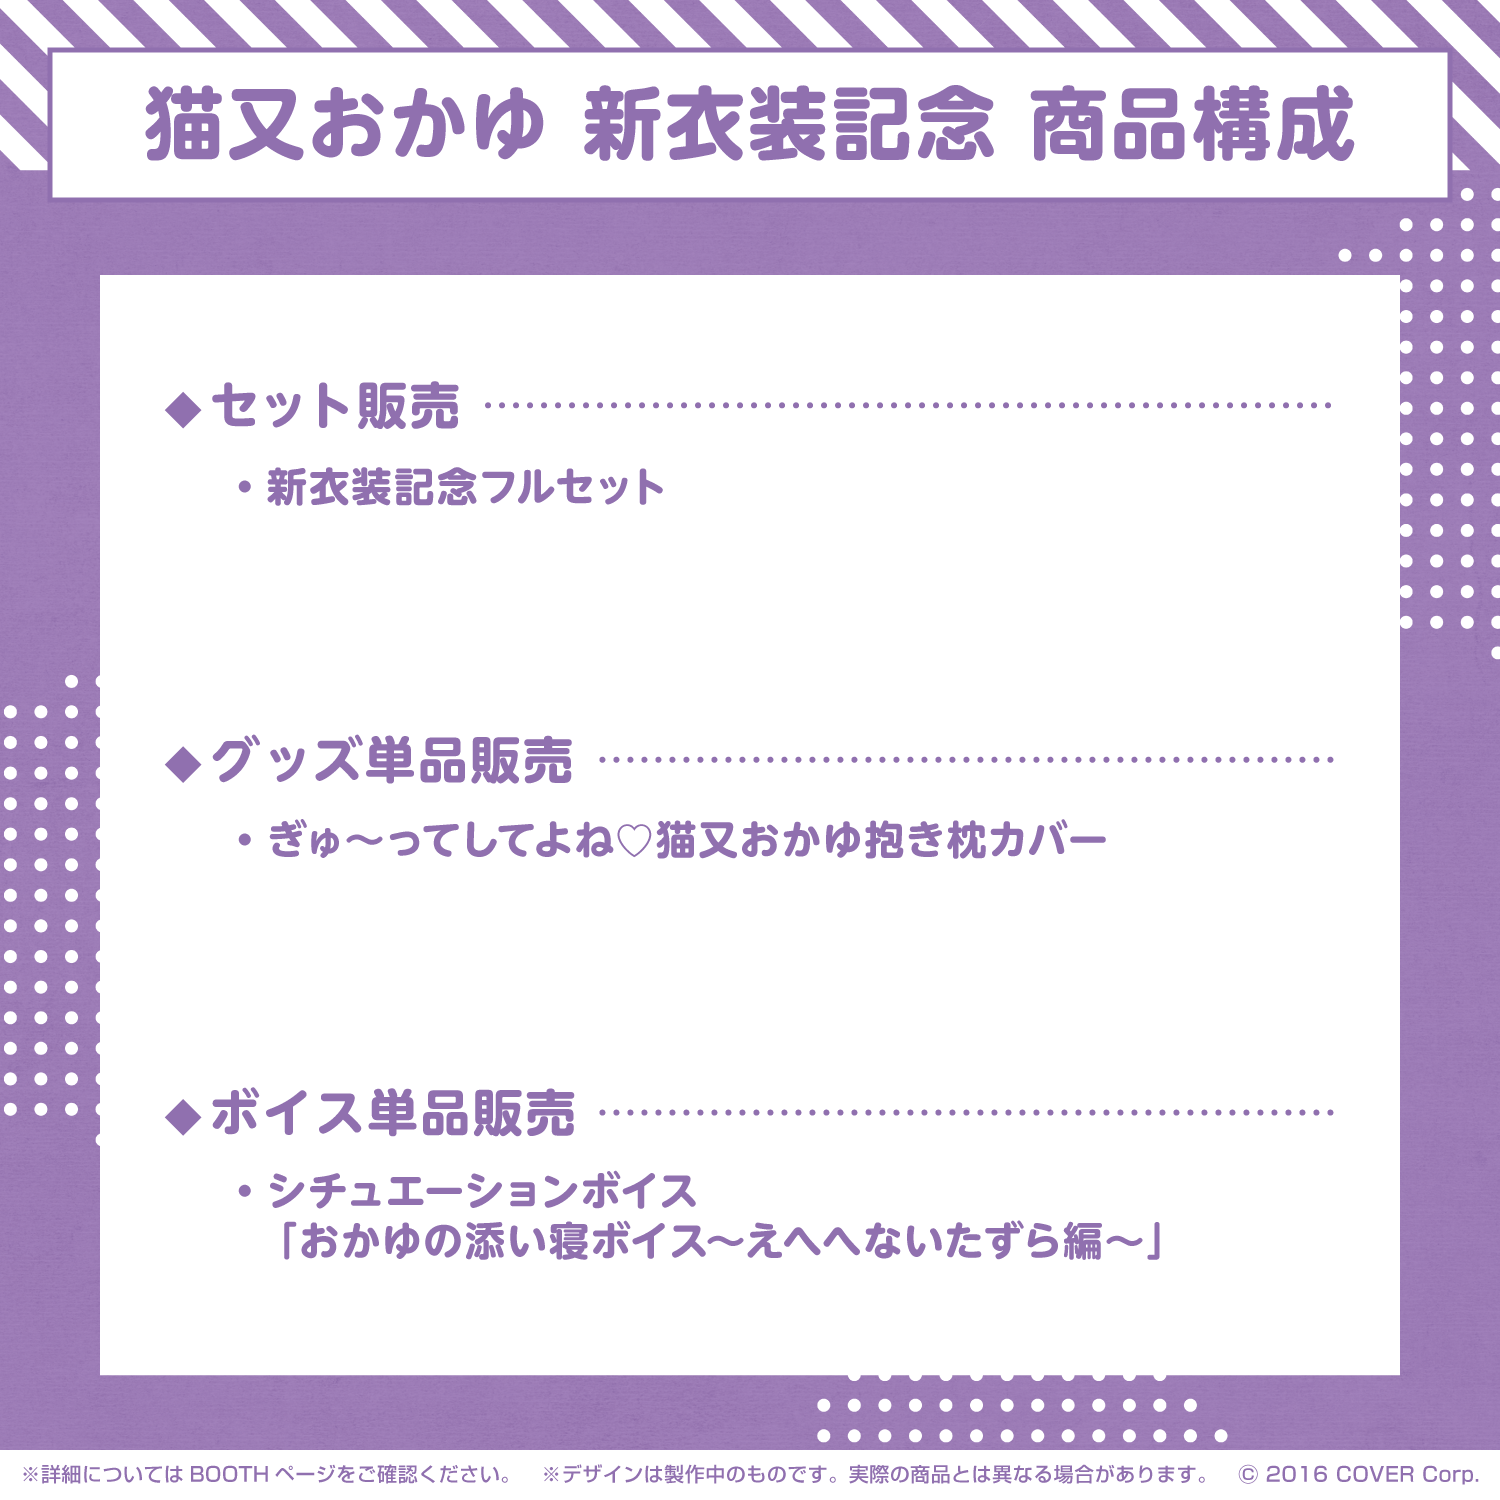 猫又おかゆ 新衣装記念 商品構成
◆セット販売
・新衣装記念フルセット
◆グッズ単品販売
・ぎゅ～ってしてよね♡猫又おかゆ抱き枕カバー
◆ボイス単品販売
・シチュエーションボイス
「おかゆの添い寝ボイス～えへへないたずら編～」
※詳細については BOOTH ページをご確認ください。 ※デザインは製作中のものです。実際の商品とは異なる場合があります。 © 2016 COVER Corp.